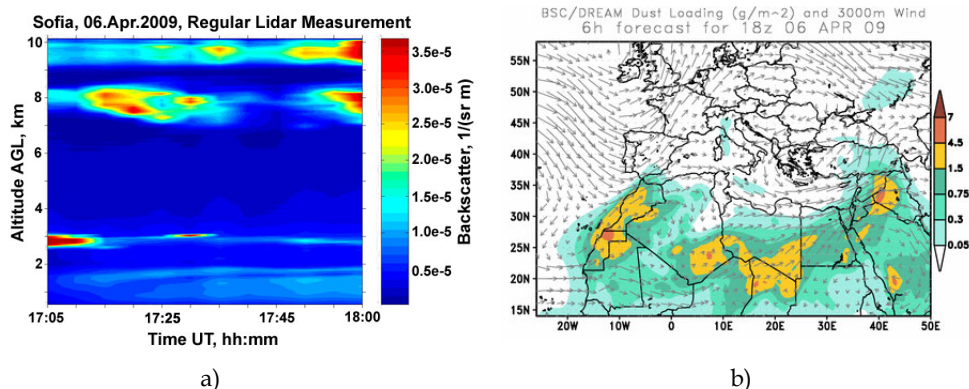 Sofia, 06.Apr.2009, Regular Lidar Measurement
10
8
6
4
2
Altitude AGL, km
17:05 17:25 17:45 18:00
Time UT, hh:mm
3.5e-5
3.0e-5
2.5e-5
2.0e-5
1.5e-5
1.0e-5
0.5e-5
Backscatter, 1/(sr m)
a)
BSC/DREAM Dust Loading (g/m^2) and 3000m Wind
6h forecast for 18z 06 APR 09
55N
50N
45N
40N
35N
30N
25N
20N
15N
20W 10W 0 10E 20E 30E 40E 50E
7
4.5
1.5
0.75
0.3
0.05
b)